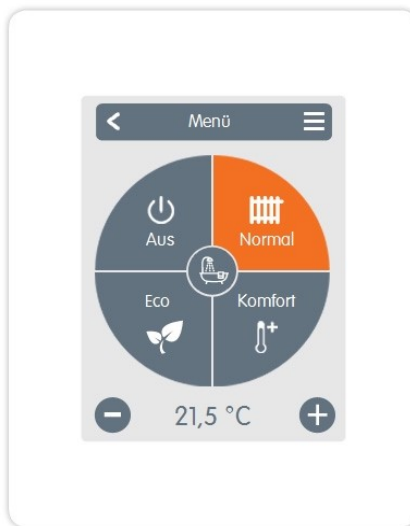 Menü
Aus
Normal
Eco
Komfort
21,5 °C